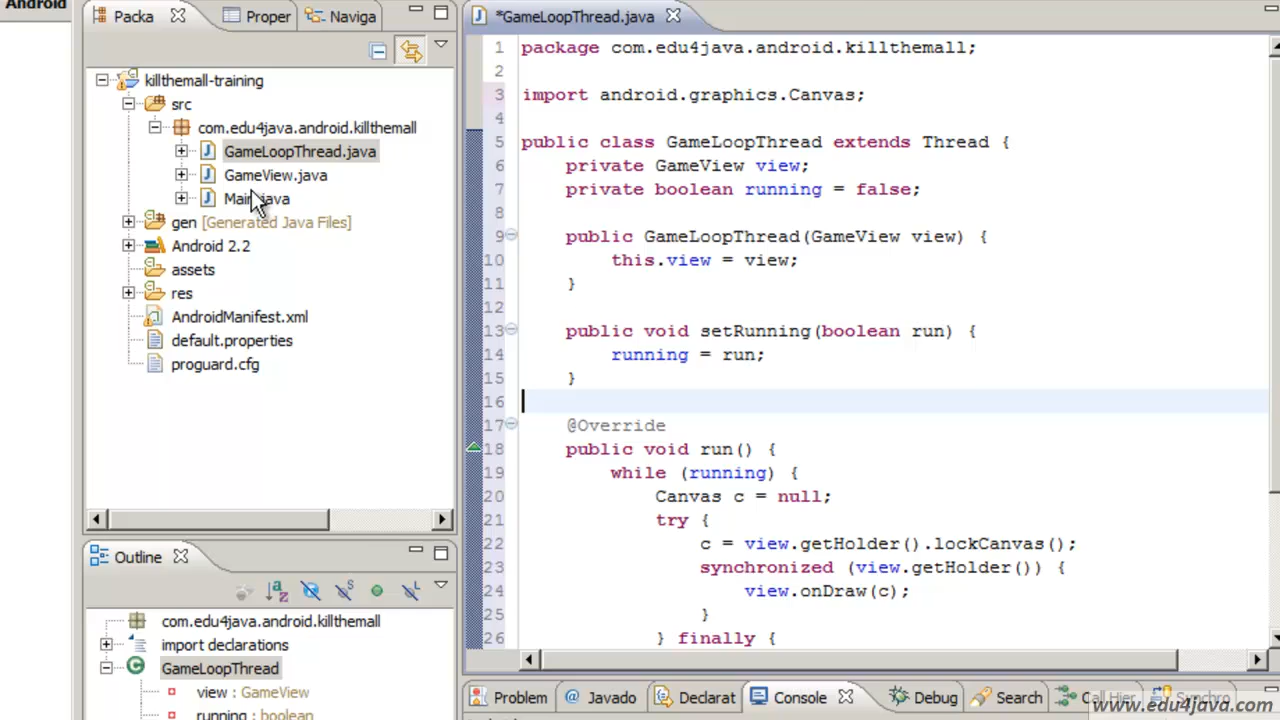 Android
Packa
Proper
Naviga
killthemall-training
src
com.edu4java.android.killthemall
GameLoopThread.java
GameView.java
Main.java
gen [Generated Java Files]
Android 2.2
assets
res
AndroidManifest.xml
default.properties
proguard.cfg
Outline
com.edu4java.android.killthemall
import declarations
GameLoopThread
view : GameView
running : boolean
*GameLoopThread.java
1 package com.edu4java.android.killthemall;
2
3 import android.graphics.Canvas;
4
5 public class GameLoopThread extends Thread {
6 private GameView view;
7 private boolean running = false;
8
9 public GameLoopThread(GameView view) {
10 this.view = view;
11 }
12
13 public void setRunning(boolean run) {
14 running = run;
15 }
16
17 @Override
18 public void run() {
19 while (running) {
20 Canvas c = null;
21 try {
22 c = view.getHolder().lockCanvas();
23 synchronized (view.getHolder()) {
24 view.onDraw(c);
25 }
26 } finally {
Problem
@ Javado
Declarat
Console
Debug
Search
Call Hier
Synchro
www.edu4java.com